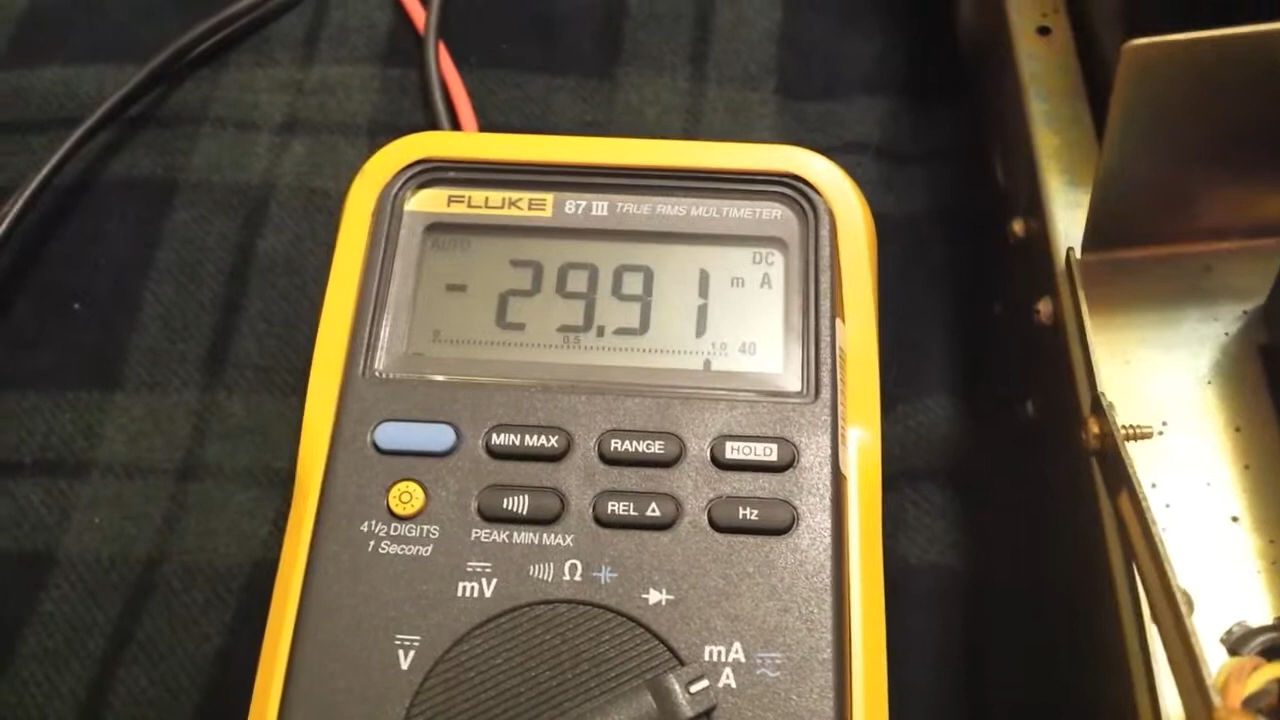 FLUKE 87 III TRUE RMS MULTIMETER
AUTO
DC
- 29.91 m A
0 0.5 1.0 40
MIN MAX RANGE HOLD
REL Δ Hz
4 1/2 DIGITS
1 Second
PEAK MIN MAX
mV Ω
V
mA
A